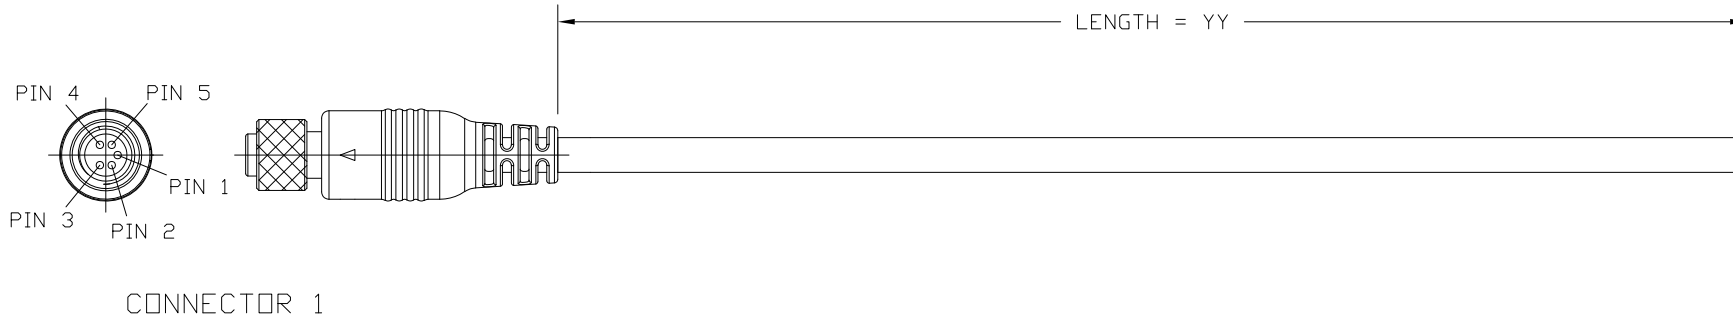 LENGTH = YY
PIN 4
PIN 5
PIN 1
PIN 3
PIN 2
CONNECTOR 1